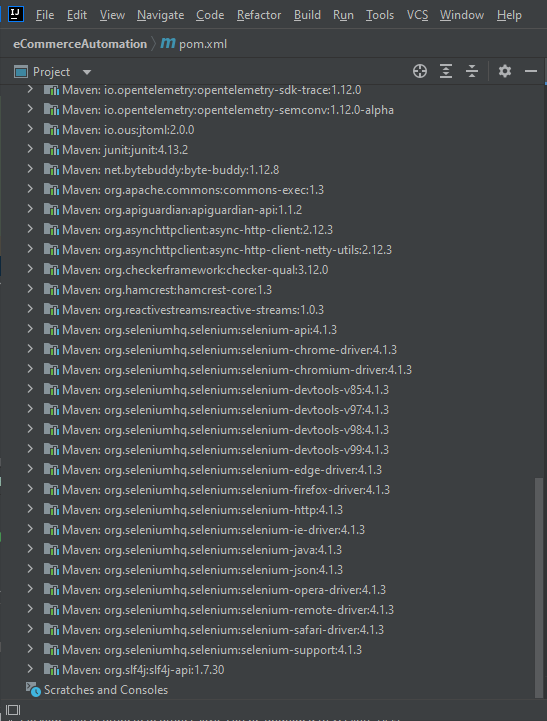 IJ File Edit View Navigate Code Refactor Build Run Tools VCS Window Help
eCommerceAutomation m pom.xml
Project
Maven: io.opentelemetry:opentelemetry-sdk-trace:1.12.0
Maven: io.opentelemetry:opentelemetry-semconv:1.12.0-alpha
Maven: io.ous:jtoml:2.0.0
Maven: junit:junit:4.13.2
Maven: net.bytebuddy:byte-buddy:1.12.8
Maven: org.apache.commons:commons-exec:1.3
Maven: org.apiguardian:apiguardian-api:1.1.2
Maven: org.asynchttpclient:async-http-client:2.12.3
Maven: org.asynchttpclient:async-http-client-netty-utils:2.12.3
Maven: org.checkerframework:checker-qual:3.12.0
Maven: org.hamcrest:hamcrest-core:1.3
Maven: org.reactivestreams:reactive-streams:1.0.3
Maven: org.seleniumhq.selenium:selenium-api:4.1.3
Maven: org.seleniumhq.selenium:selenium-chrome-driver:4.1.3
Maven: org.seleniumhq.selenium:selenium-chromium-driver:4.1.3
Maven: org.seleniumhq.selenium:selenium-devtools-v85:4.1.3
Maven: org.seleniumhq.selenium:selenium-devtools-v97:4.1.3
Maven: org.seleniumhq.selenium:selenium-devtools-v98:4.1.3
Maven: org.seleniumhq.selenium:selenium-devtools-v99:4.1.3
Maven: org.seleniumhq.selenium:selenium-edge-driver:4.1.3
Maven: org.seleniumhq.selenium:selenium-firefox-driver:4.1.3
Maven: org.seleniumhq.selenium:selenium-http:4.1.3
Maven: org.seleniumhq.selenium:selenium-ie-driver:4.1.3
Maven: org.seleniumhq.selenium:selenium-java:4.1.3
Maven: org.seleniumhq.selenium:selenium-json:4.1.3
Maven: org.seleniumhq.selenium:selenium-opera-driver:4.1.3
Maven: org.seleniumhq.selenium:selenium-remote-driver:4.1.3
Maven: org.seleniumhq.selenium:selenium-safari-driver:4.1.3
Maven: org.seleniumhq.selenium:selenium-support:4.1.3
Maven: org.slf4j:slf4j-api:1.7.30
Scratches and Consoles